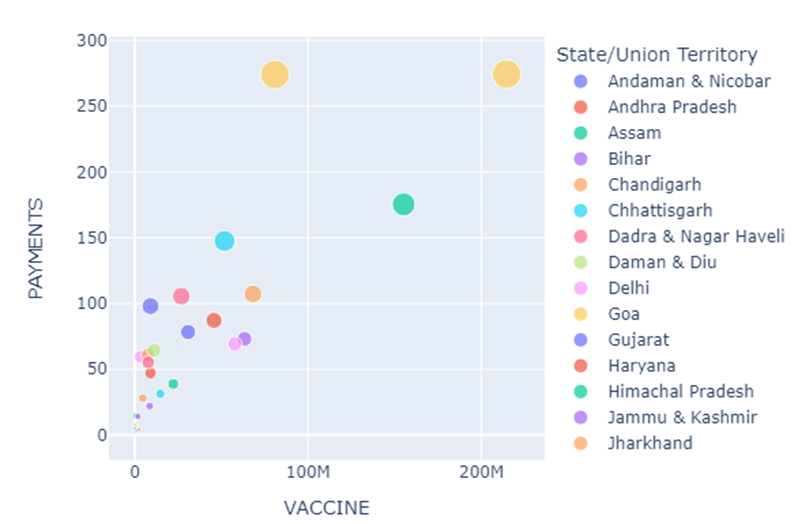 300
250
200
150
100
50
0
PAYMENTS
0 100M 200M
VACCINE
State/Union Territory
Andaman & Nicobar
Andhra Pradesh
Assam
Bihar
Chandigarh
Chhattisgarh
Dadra & Nagar Haveli
Daman & Diu
Delhi
Goa
Gujarat
Haryana
Himachal Pradesh
Jammu & Kashmir
Jharkhand